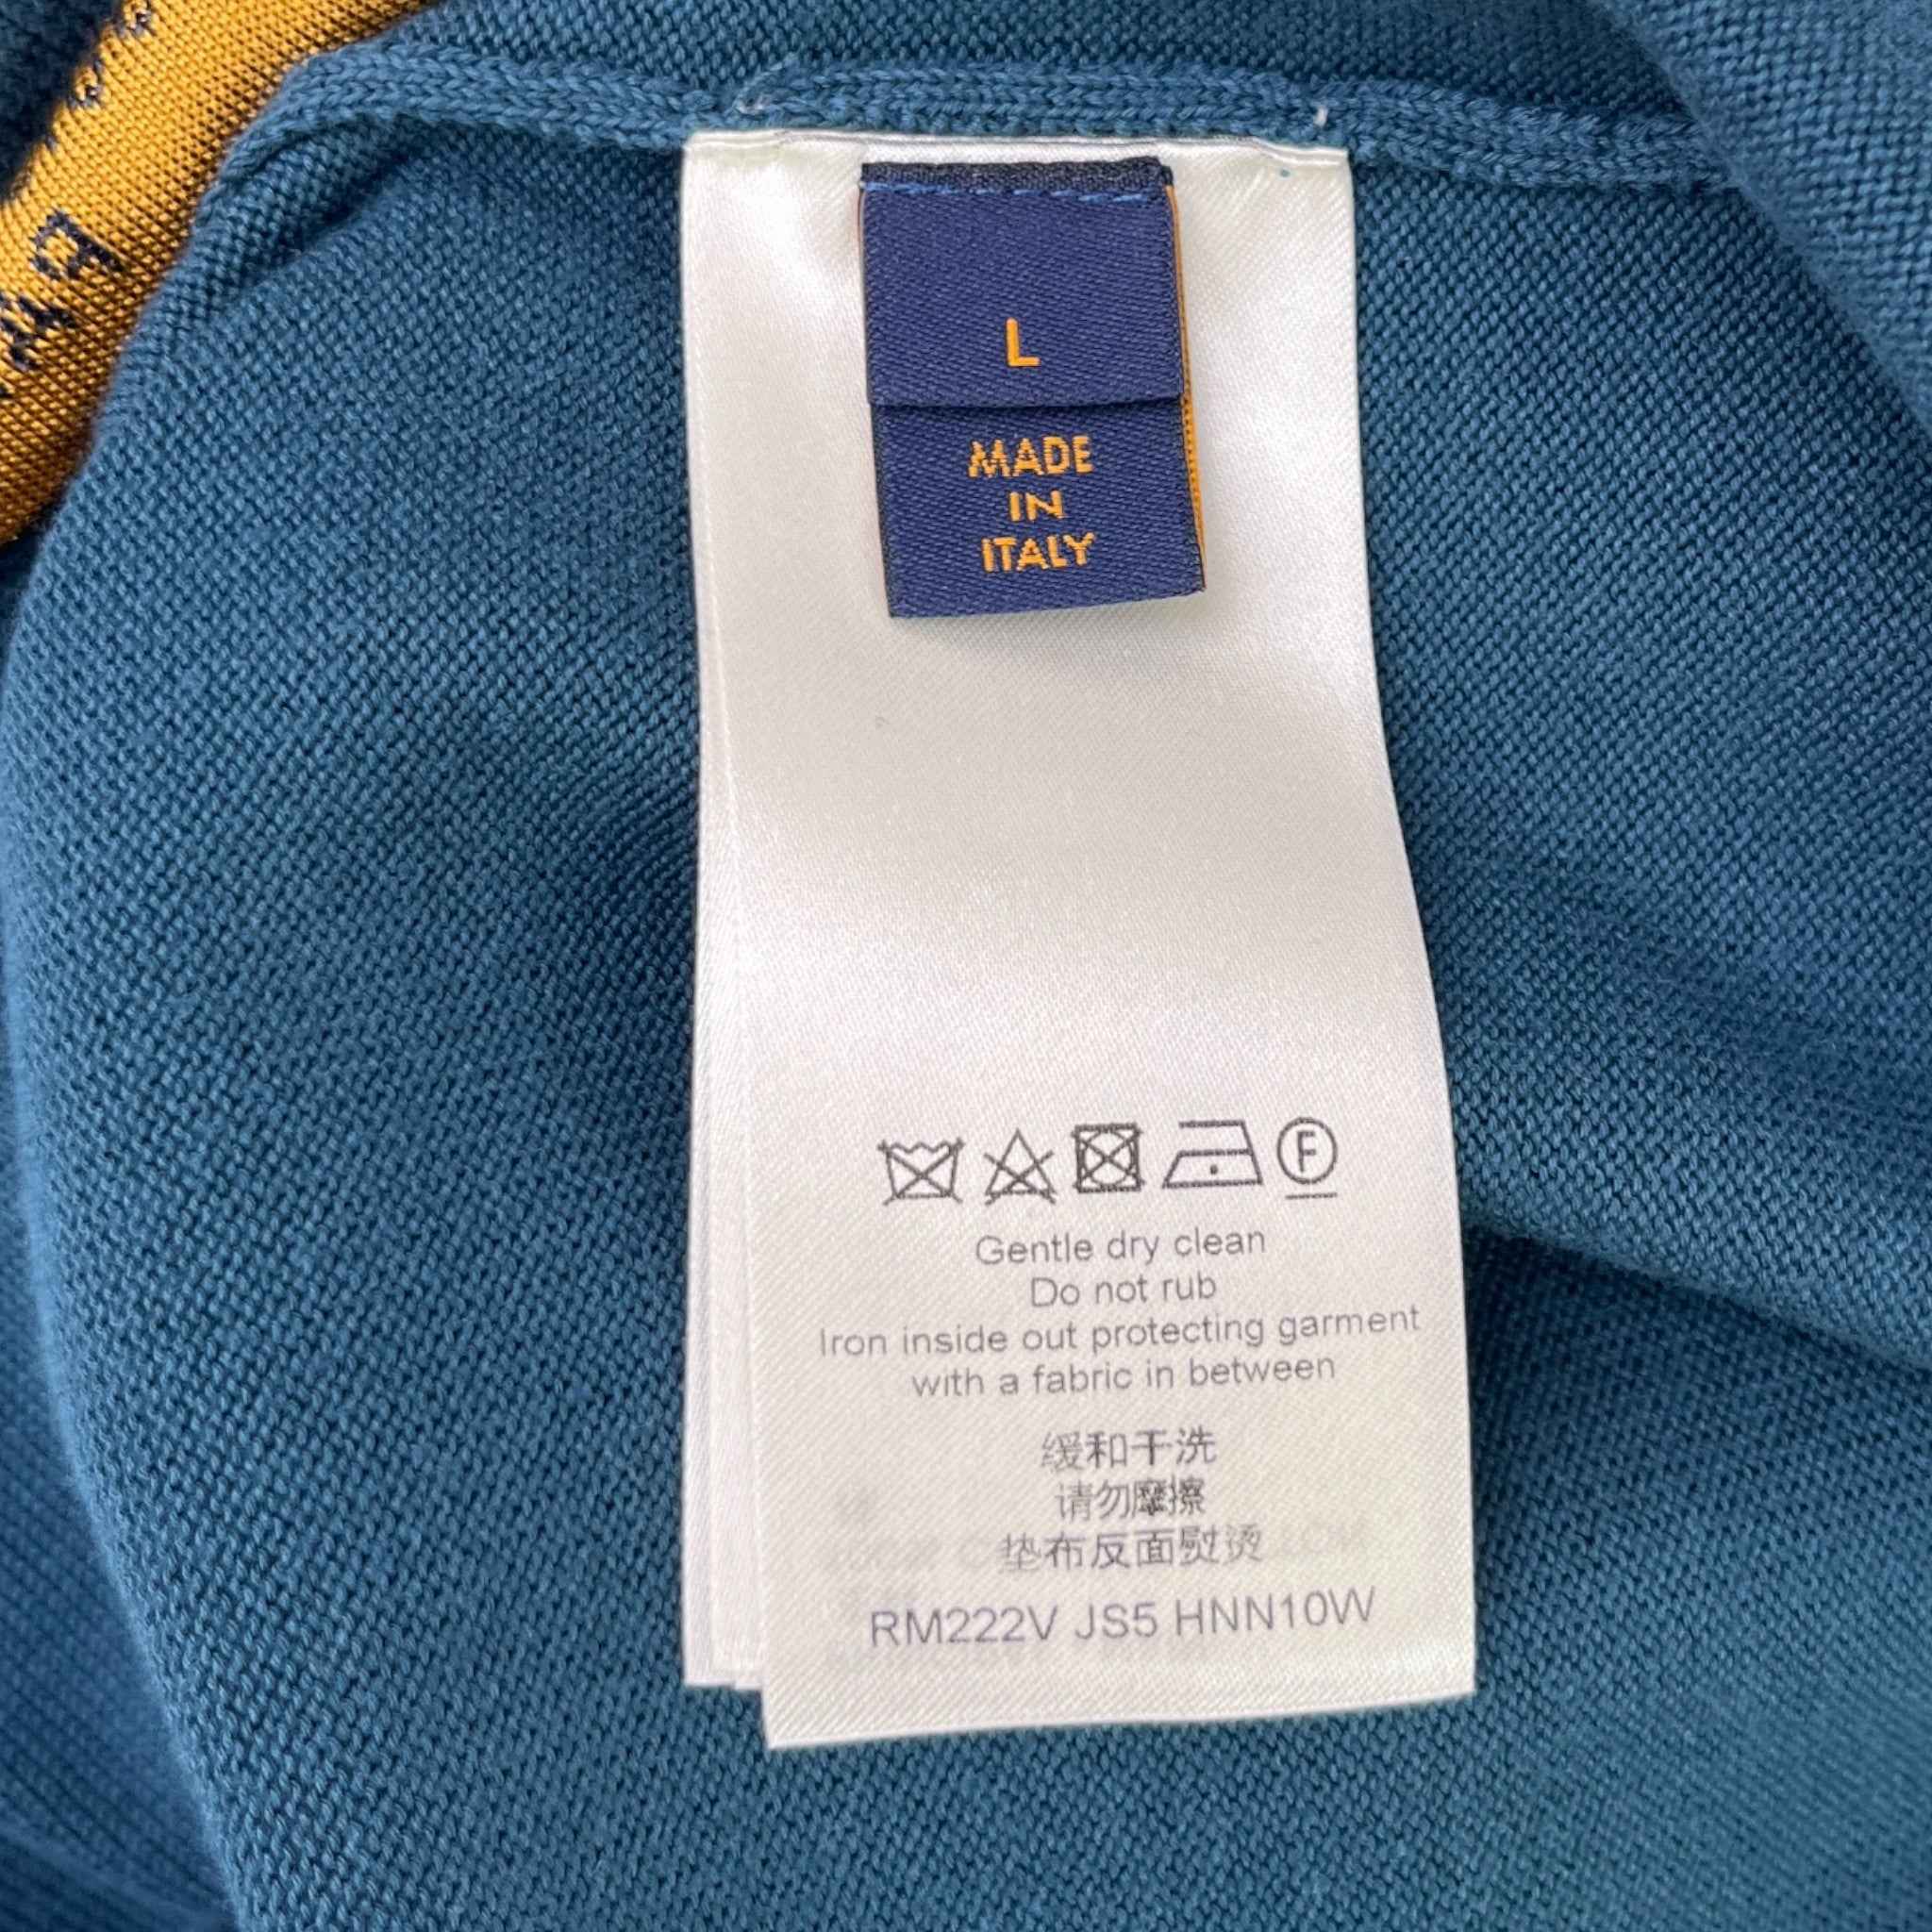 L
MADE
IN
ITALY
F
Gentle dry clean
Do not rub
Iron inside out protecting garment
with a fabric in between
缓和干洗
请勿摩擦
垫布反面熨烫
RM222V JS5 HNN10W